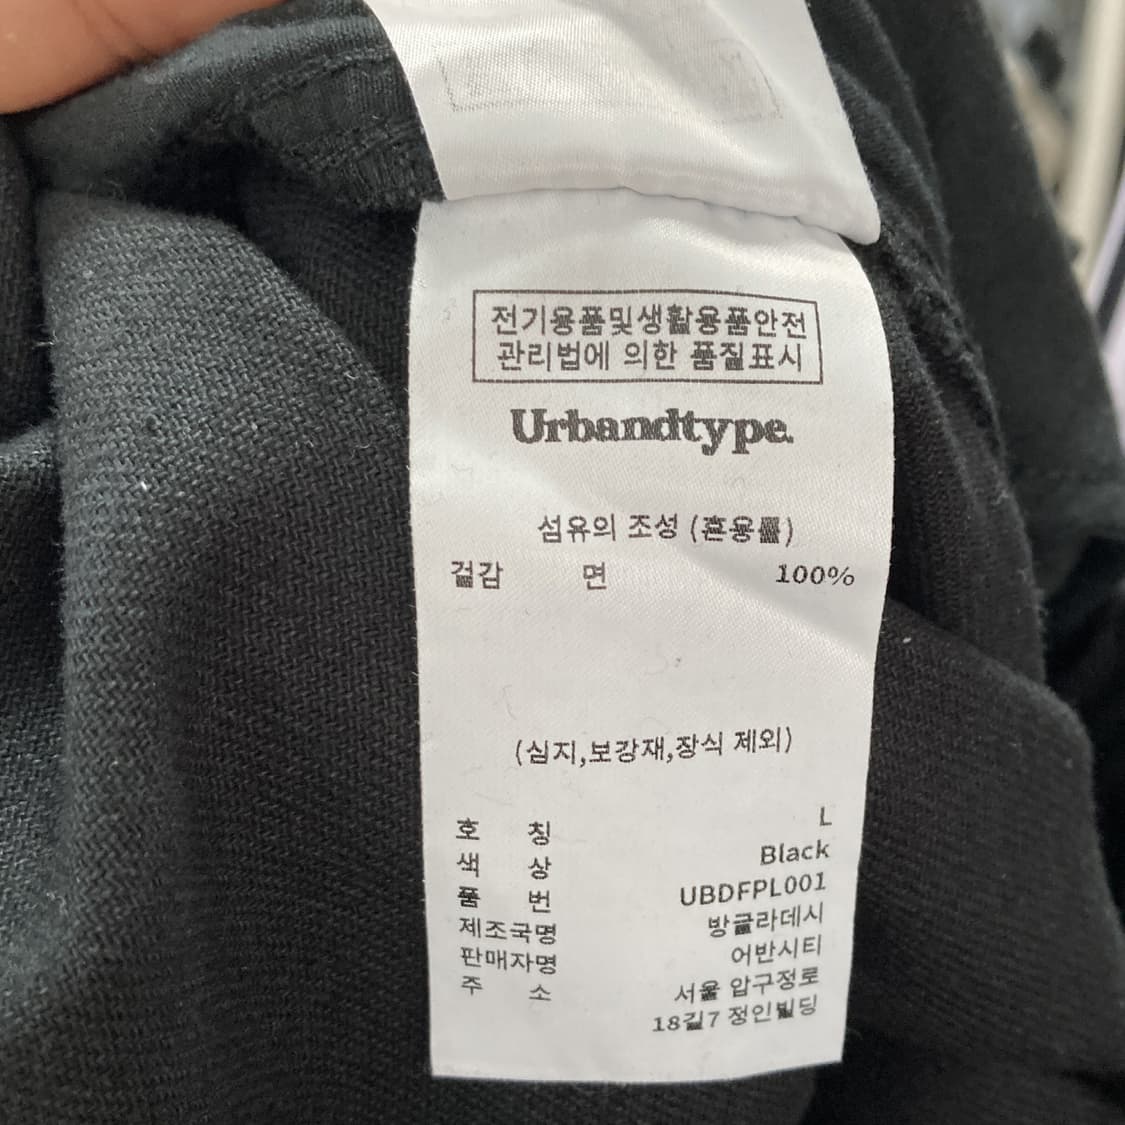 전기용품및생활용품안전
관리법에 의한 품질표시
Urbandtype.
섬유의 조성 (혼용률)
겉감 면 100%
(심지,보강재,장식 제외)
호 칭 L
색 상 Black
품 번 UBDFPL001
제조국명 방글라데시
판매자명 어반시티
주 소 서울 압구정로
18길7 정인빌딩